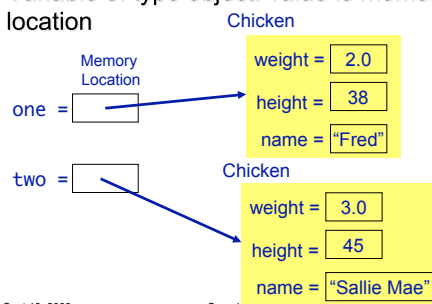 location
Chicken
Memory
Location
weight = 2.0
one =
height = 38
name = "Fred"
two =
Chicken
weight = 3.0
height = 45
name = "Sallie Mae"